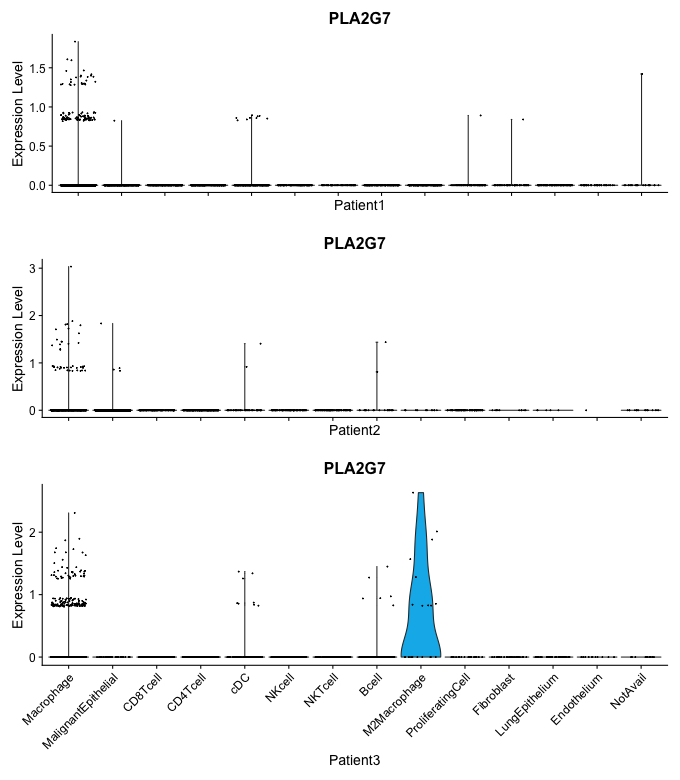 PLA2G7
Expression Level
1.5
1.0
0.5
0.0
Patient1
PLA2G7
Expression Level
3
2
1
0
Patient2
PLA2G7
Expression Level
2
1
0
Macrophage
MalignantEpithelial
CD8Tcell
CD4Tcell
cDC
NKcell
NKTcell
Bcell
M2Macrophage
ProliferatingCell
Fibroblast
LungEpithelium
Endothelium
NotAvail
Patient3